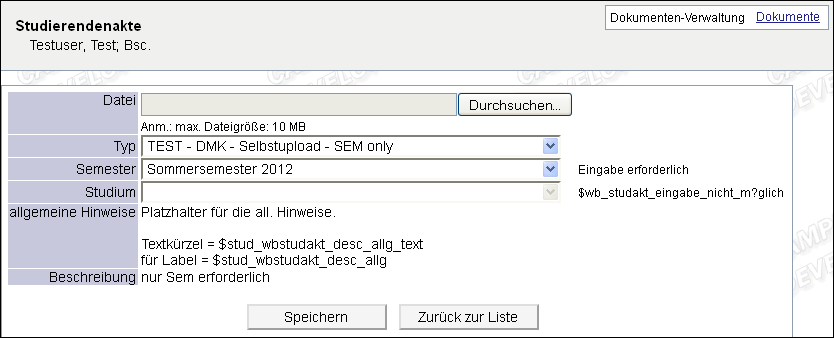 Studierendenakte
Testuser, Test; Bsc.
Dokumenten-Verwaltung Dokumente
Datei Durchsuchen...
Anm.: max. Dateigröße: 10 MB
Typ TEST - DMK - Selbstupload - SEM only
Semester Sommersemester 2012 Eingabe erforderlich
Studium $wb_studakt_eingabe_nicht_m?glich
allgemeine Hinweise Platzhalter für die all. Hinweise.
Textkürzel = $stud_wbstudakt_desc_allg_text
für Label = $stud_wbstudakt_desc_allg
Beschreibung nur Sem erforderlich
Speichern Zurück zur Liste